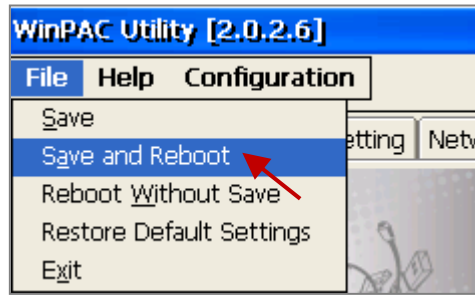 WinPAC Utility [2.0.2.6]
File Help Configuration
Save
Save and Reboot
Reboot Without Save
Restore Default Settings
Exit
etting Netw